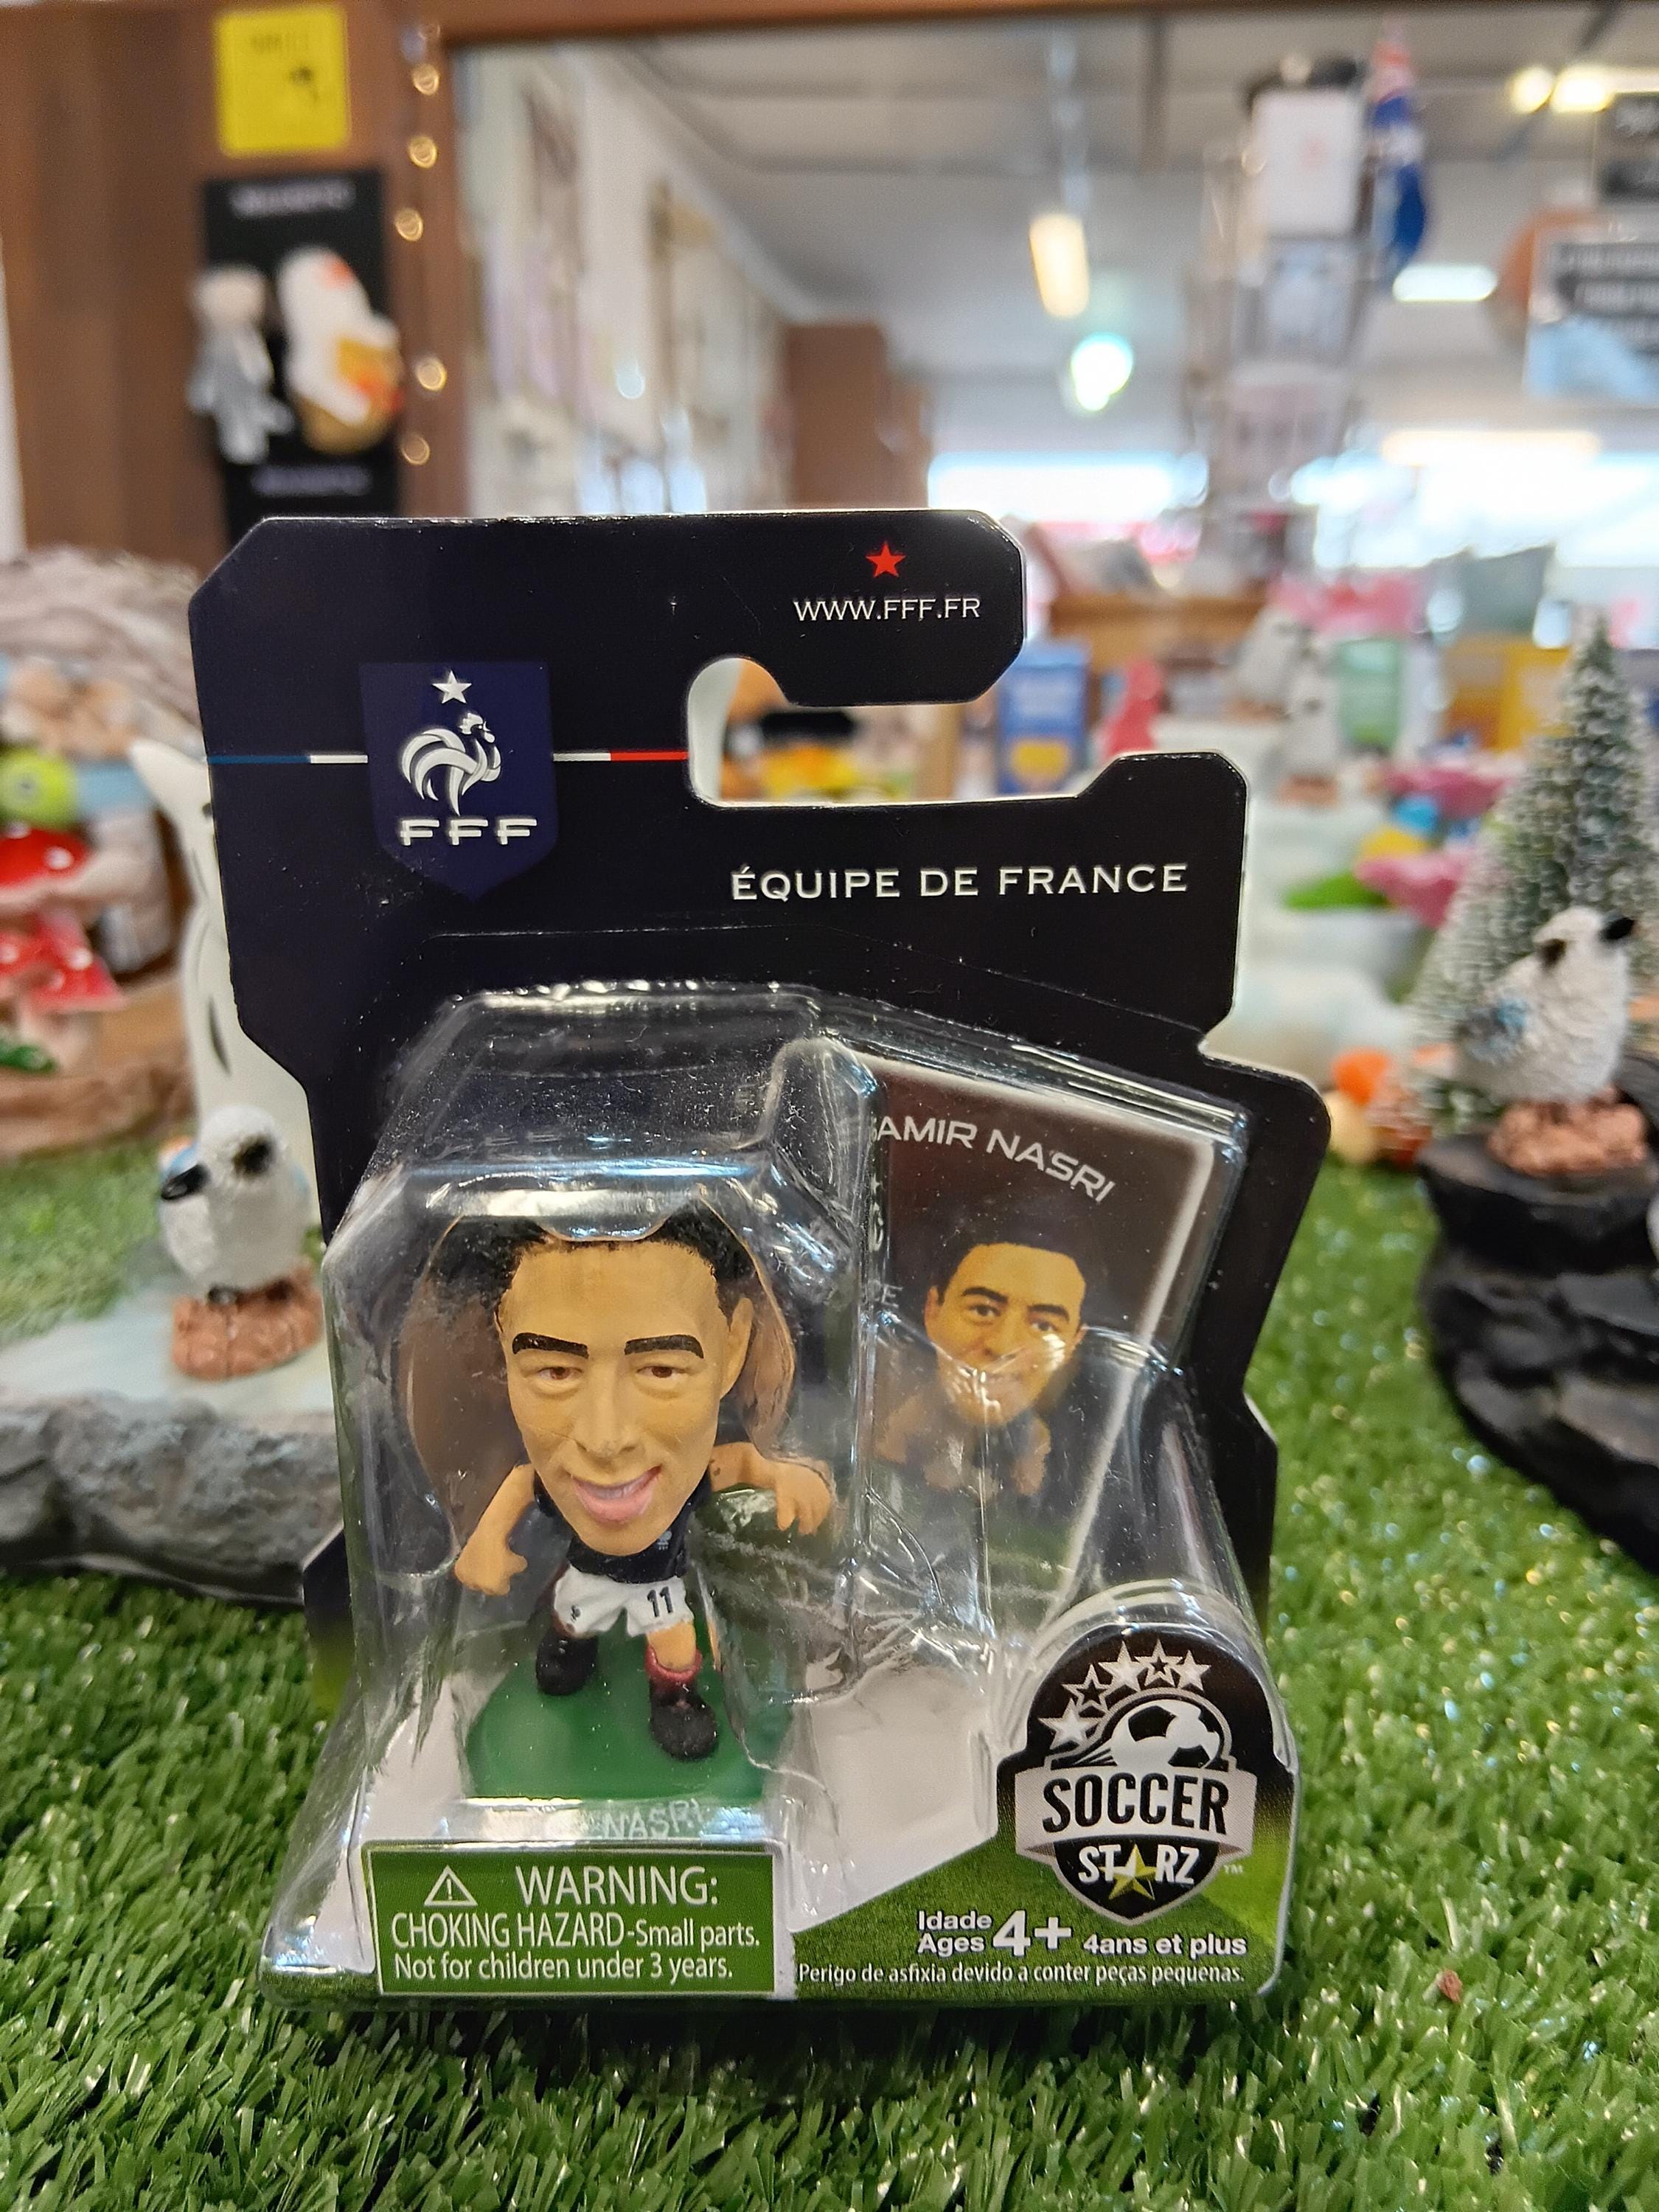 WWW.FFF.FR
FFF
ÉQUIPE DE FRANCE
AMIR NASRI
11
NASRI
SOCCER
STARZ™
WARNING:
CHOKING HAZARD-Small parts.
Not for children under 3 years.
Idade
Ages 4+ 4ans et plus
Perigo de asfixia devido a conter peças pequenas.